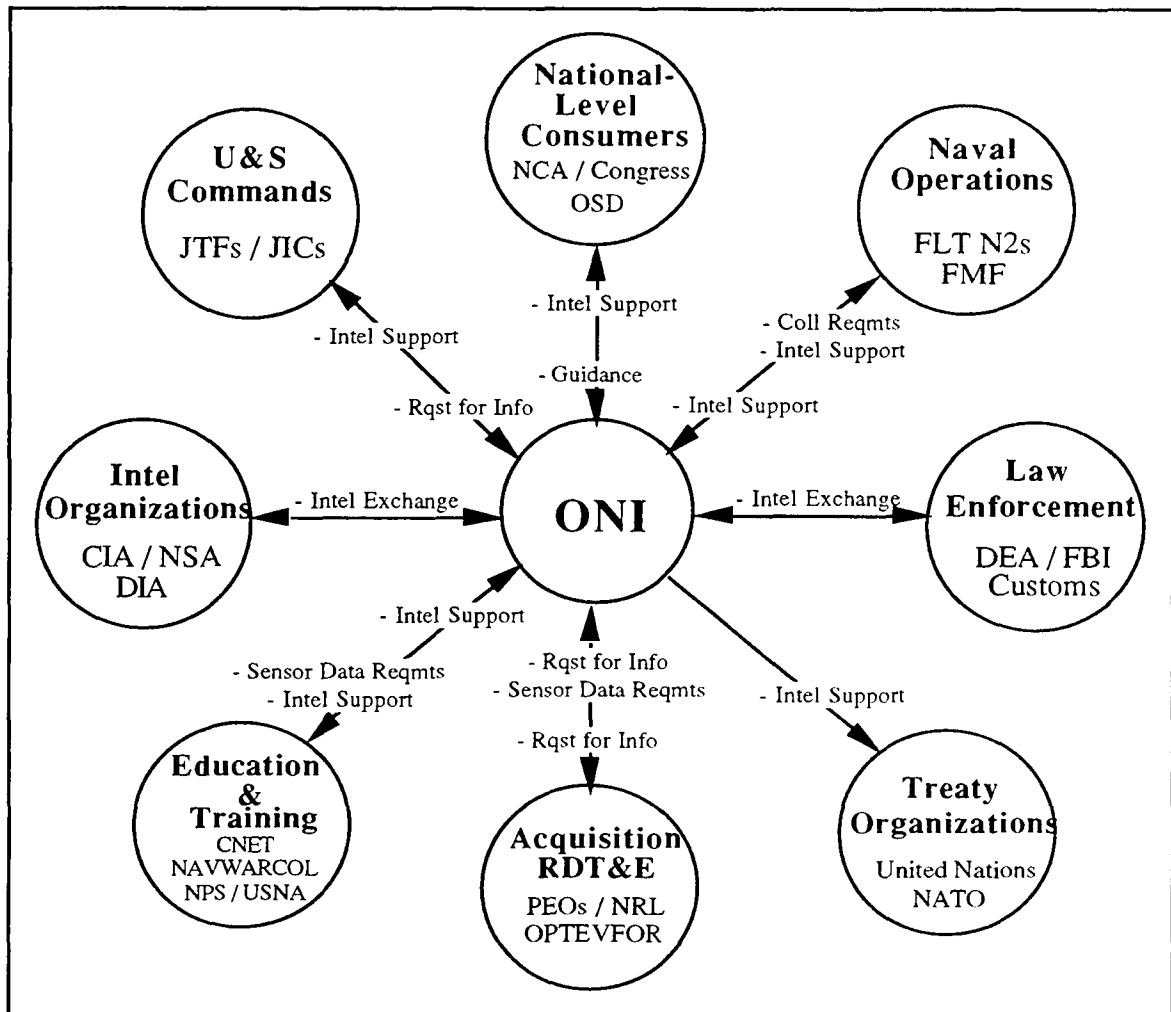 National-
Level
Consumers
NCA / Congress
OSD
U&S
Commands
JTFs / JICs
Naval
Operations
FLT N2s
FMF
- Intel Support
- Rqst for Info
- Intel Support
- Guidance
- Coll Reqmts
- Intel Support
- Intel Support
Intel
Organizations
CIA / NSA
DIA
- Intel Exchange
ONI
- Intel Exchange
Law
Enforcement
DEA / FBI
Customs
- Intel Support
- Sensor Data Reqmts
- Intel Support
- Rqst for Info
- Sensor Data Reqmts
- Rqst for Info
- Intel Support
Education
&
Training
CNET
NAVWARCOL
NPS / USNA
Acquisition
RDT&E
PEOs / NRL
OPTEVFOR
Treaty
Organizations
United Nations
NATO